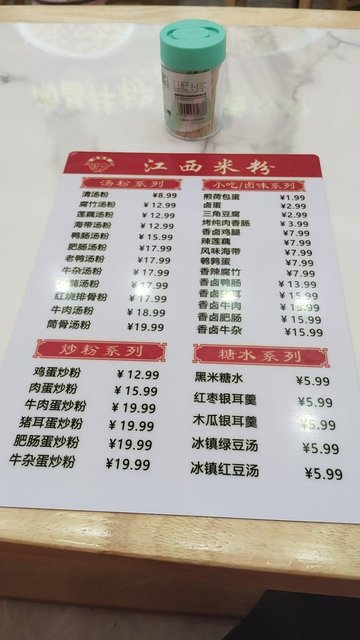 江西米粉
汤粉系列
清汤粉 ¥8.99
腐竹汤粉 ¥12.99
莲藕汤粉 ¥12.99
海带汤粉 ¥12.99
鸭肠汤粉 ¥15.99
肥肠汤粉 ¥17.99
老鸭汤粉 ¥17.99
牛杂汤粉 ¥17.99
汤粉 ¥17.99
红烧排骨粉 ¥17.99
牛肉汤粉 ¥18.99
筒骨汤粉 ¥19.99
小吃/卤味系列
煎荷包蛋 ¥1.99
卤蛋 ¥2.99
三角豆腐 ¥2.99
烤纯肉香肠 ¥3.99
香卤鸡腿 ¥7.99
辣莲藕 ¥7.99
风味海带 ¥7.99
鹌鹑蛋 ¥7.99
香辣腐竹 ¥7.99
香卤鸭肠 ¥13.99
香卤 ¥15.99
香卤牛肉 ¥15.99
香卤肥肠 ¥15.99
香卤牛杂 ¥15.99
炒粉系列
鸡蛋炒粉 ¥12.99
肉蛋炒粉 ¥15.99
牛肉蛋炒粉 ¥19.99
猪耳蛋炒粉 ¥19.99
肥肠蛋炒粉 ¥19.99
牛杂蛋炒粉 ¥19.99
糖水系列
黑米糖水 ¥5.99
红枣银耳羹 ¥5.99
木瓜银耳羹 ¥5.99
冰镇绿豆汤 ¥5.99
冰镇红豆汤 ¥5.99